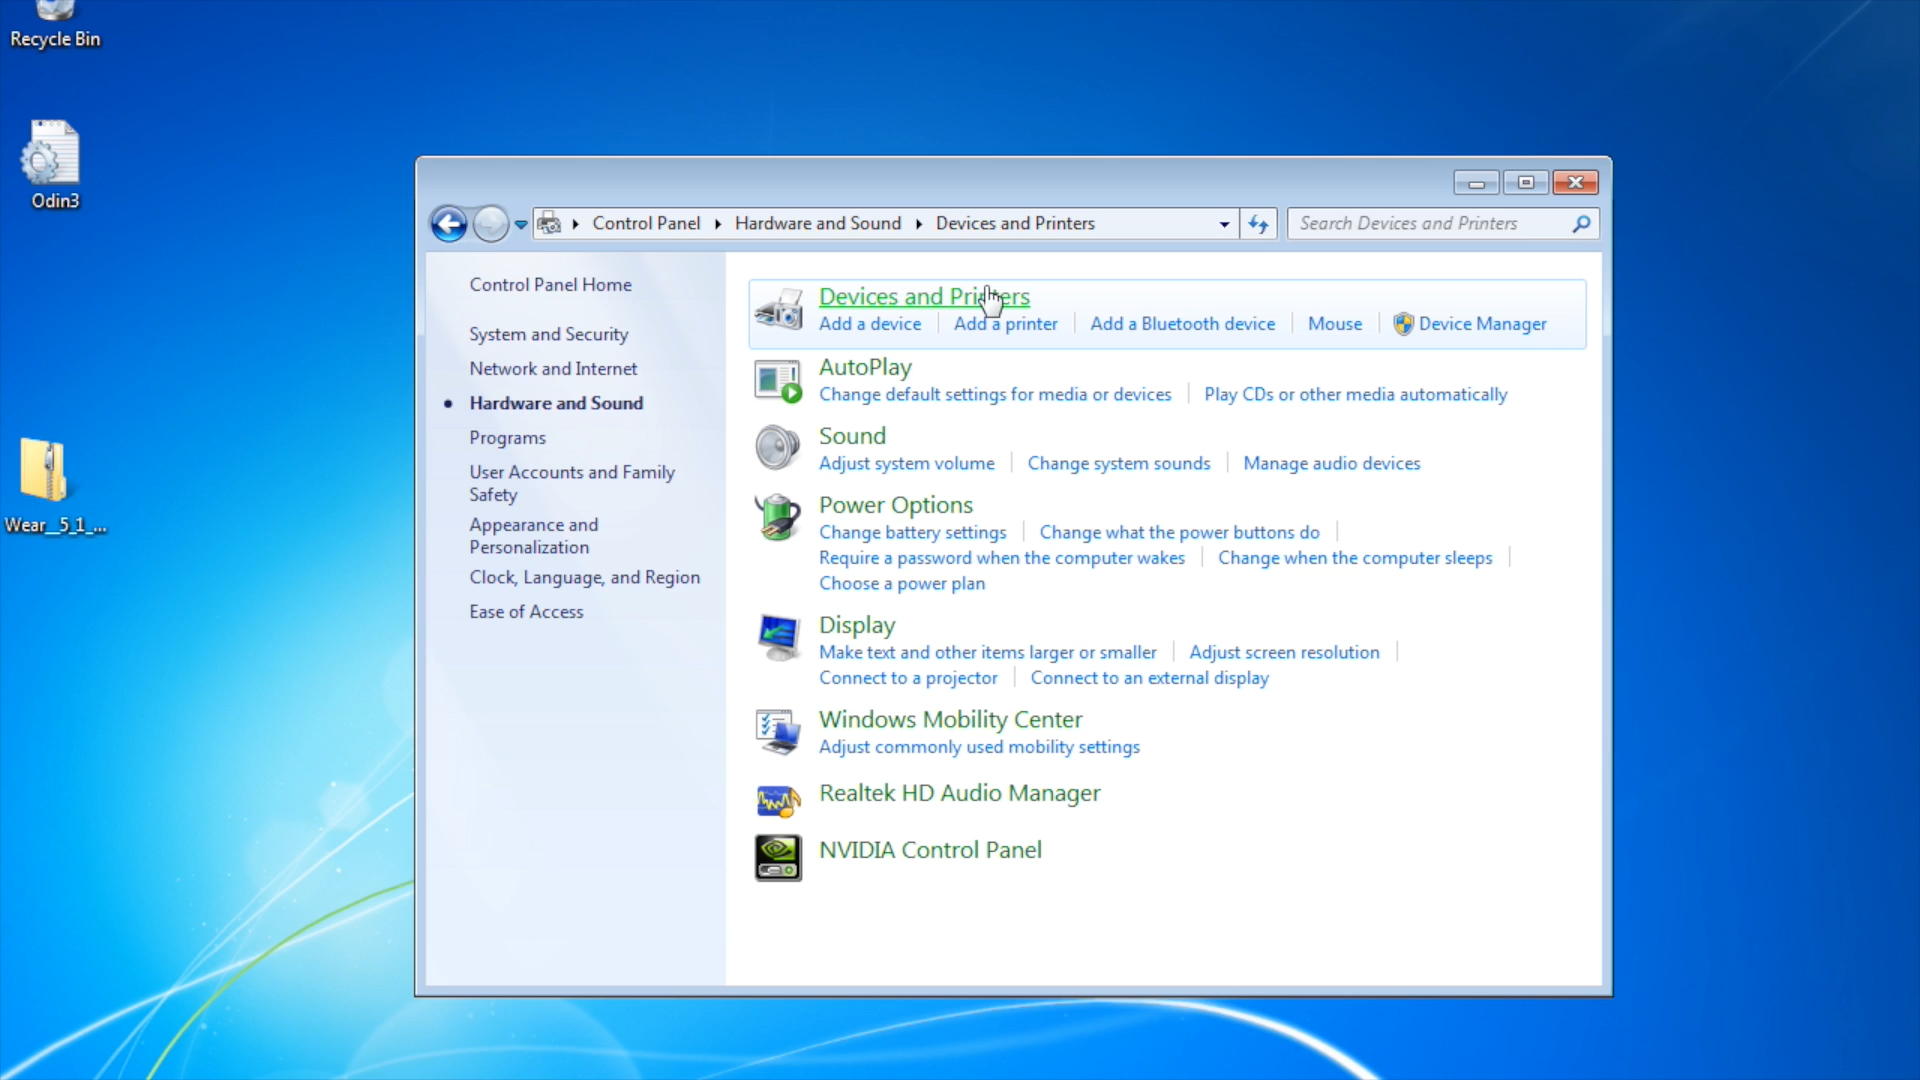 Recycle Bin
Odin3
Wear__5_1_...
Control Panel Hardware and Sound Devices and Printers
Search Devices and Printers
Control Panel Home
System and Security
Network and Internet
Hardware and Sound
Programs
User Accounts and Family
Safety
Appearance and
Personalization
Clock, Language, and Region
Ease of Access
Devices and Printers
Add a device Add a printer Add a Bluetooth device Mouse Device Manager
AutoPlay
Change default settings for media or devices Play CDs or other media automatically
Sound
Adjust system volume Change system sounds Manage audio devices
Power Options
Change battery settings Change what the power buttons do
Require a password when the computer wakes Change when the computer sleeps
Choose a power plan
Display
Make text and other items larger or smaller Adjust screen resolution
Connect to a projector Connect to an external display
Windows Mobility Center
Adjust commonly used mobility settings
Realtek HD Audio Manager
NVIDIA Control Panel